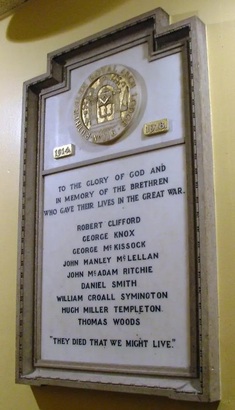 1914
TO THE GLORY OF GOD AND
IN MEMORY OF THE BRETHREN
WHO GAVE THEIR LIVES IN THE GREAT WAR.
ROBERT CLIFFORD
GEORGE KNOX
GEORGE McKISSOCK
JOHN MANLEY McLELLAN
JOHN McADAM RITCHIE
DANIEL SMITH
WILLIAM CROALL SYMINGTON
HUGH MILLER TEMPLETON
THOMAS WOODS
"THEY DIED THAT WE MIGHT LIVE."